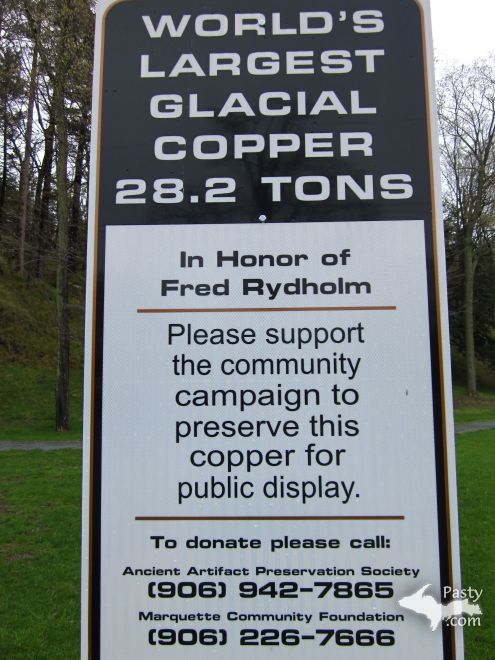 WORLD'S
LARGEST
GLACIAL
COPPER
28.2 TONS
In Honor of
Fred Rydholm
Please support
the community
campaign to
preserve this
copper for
public display.
To donate please call:
Ancient Artifact Preservation Society
(906) 942-7865
Marquette Community Foundation
(906) 226-7666
Pasty
.com